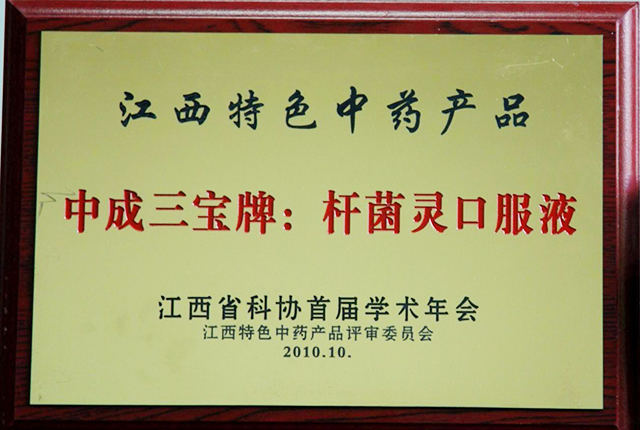 江西特色中药产品
中成三宝牌：杆菌灵口服液
江西省科协首届学术年会
江西特色中药产品评审委员会
2010.10.